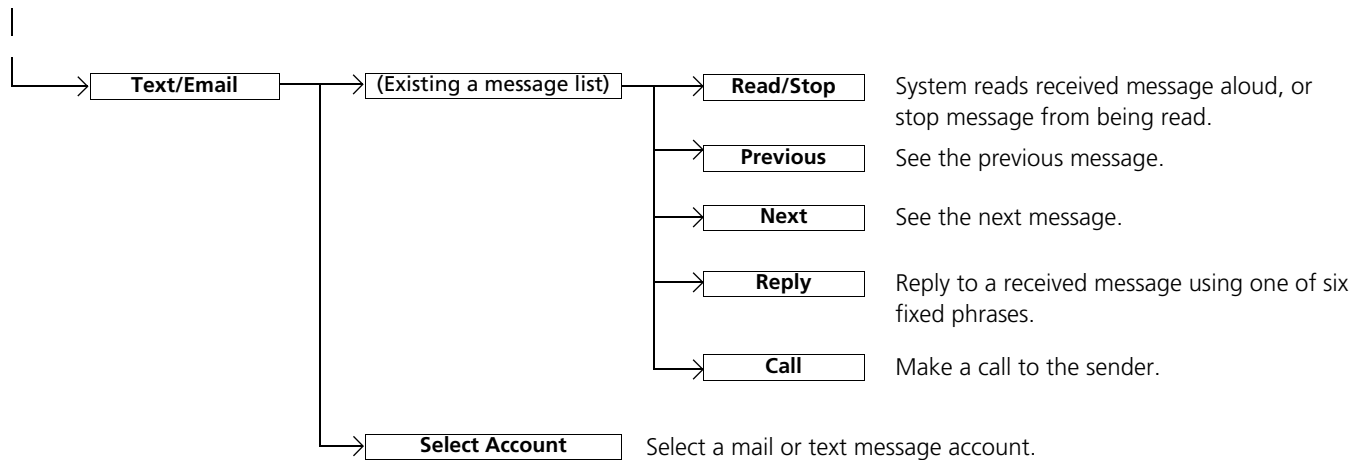 Text/Email
(Existing a message list)
Read/Stop
System reads received message aloud, or
stop message from being read.
Previous
See the previous message.
Next
See the next message.
Reply
Reply to a received message using one of six
fixed phrases.
Call
Make a call to the sender.
Select Account
Select a mail or text message account.